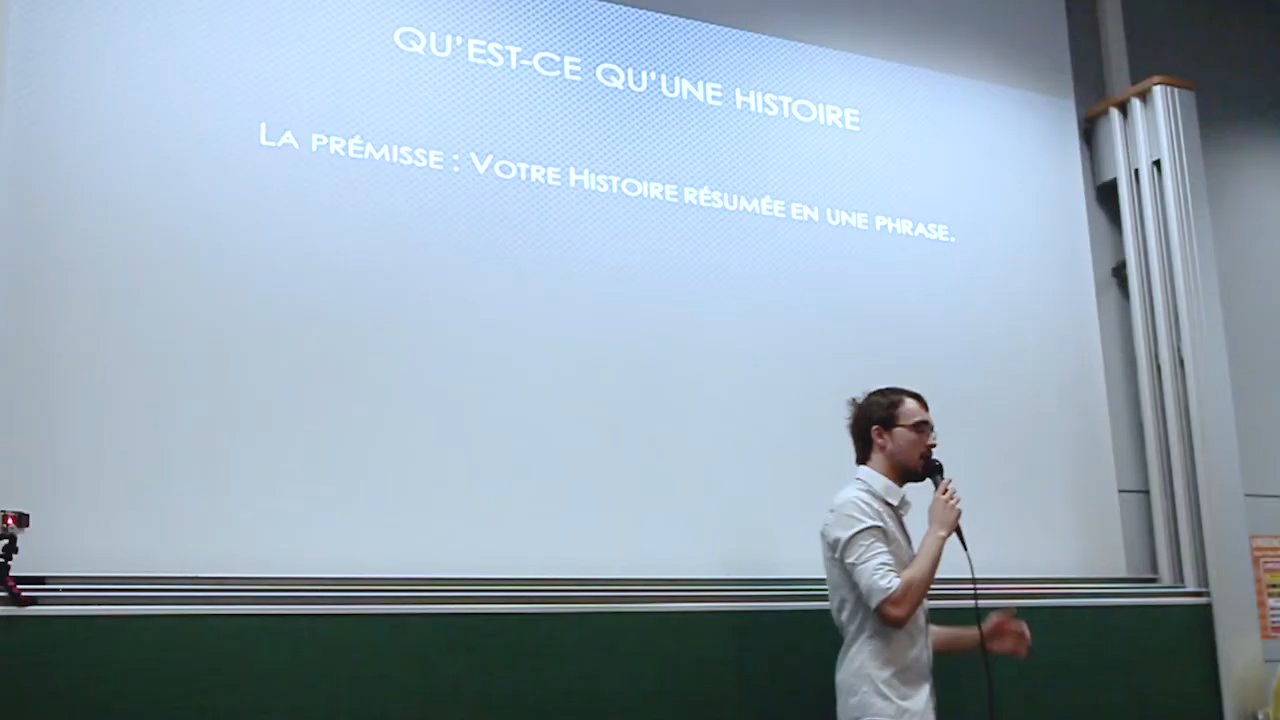 QU'EST-CE QU'UNE HISTOIRE
LA PRÉMISSE : VOTRE HISTOIRE RÉSUMÉE EN UNE PHRASE.